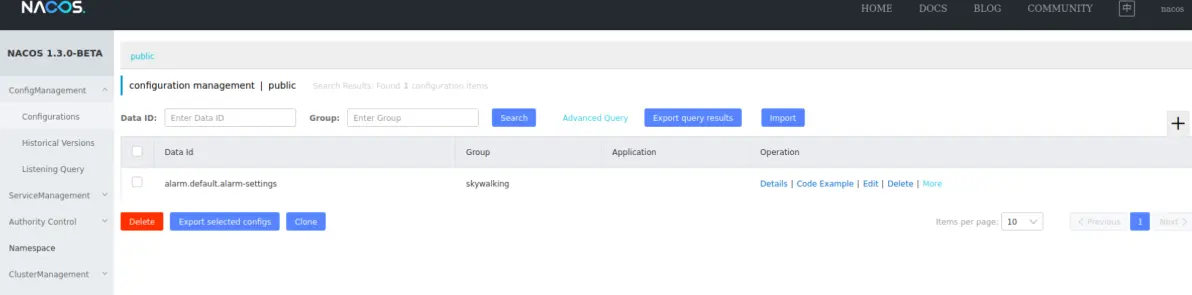 NACOS. HOME DOCS BLOG COMMUNITY 中 nacos
NACOS 1.3.0-BETA
public
ConfigManagement
configuration management | public Search Results: Found 1 configuration items
Configurations
Data ID: Enter Data ID Group: Enter Group Search Advanced Query Export query results Import +
Historical Versions
Data Id Group Application Operation
Listening Query
alarm.default.alarm-settings skywalking Details | Code Example | Edit | Delete | More
ServiceManagement
Authority Control
Delete Export selected configs Clone Items per page: 10 Previous 1 Next
Namespace
ClusterManagement